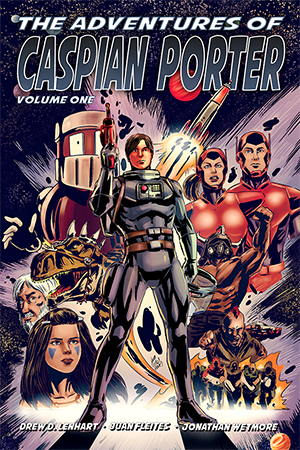 THE ADVENTURES OF
CASPIAN PORTER
VOLUME ONE
DREW D. LENHART • JUAN FLEITES • JONATHAN WETMORE